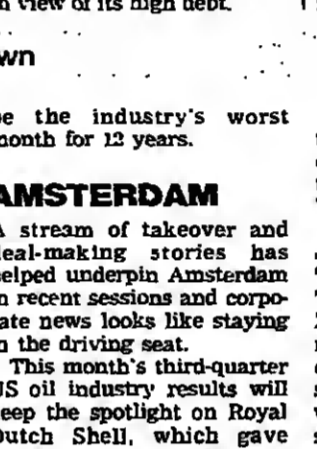 n view of its high debt.
wn
be the industry's worst
month for 12 years.
AMSTERDAM
A stream of takeover and
deal-making stories has
helped underpin Amsterdam
in recent sessions and corpo-
rate news looks like staying
in the driving seat.
This month's third-quarter
US oil industry results will
keep the spotlight on Royal
Dutch Shell, which gave